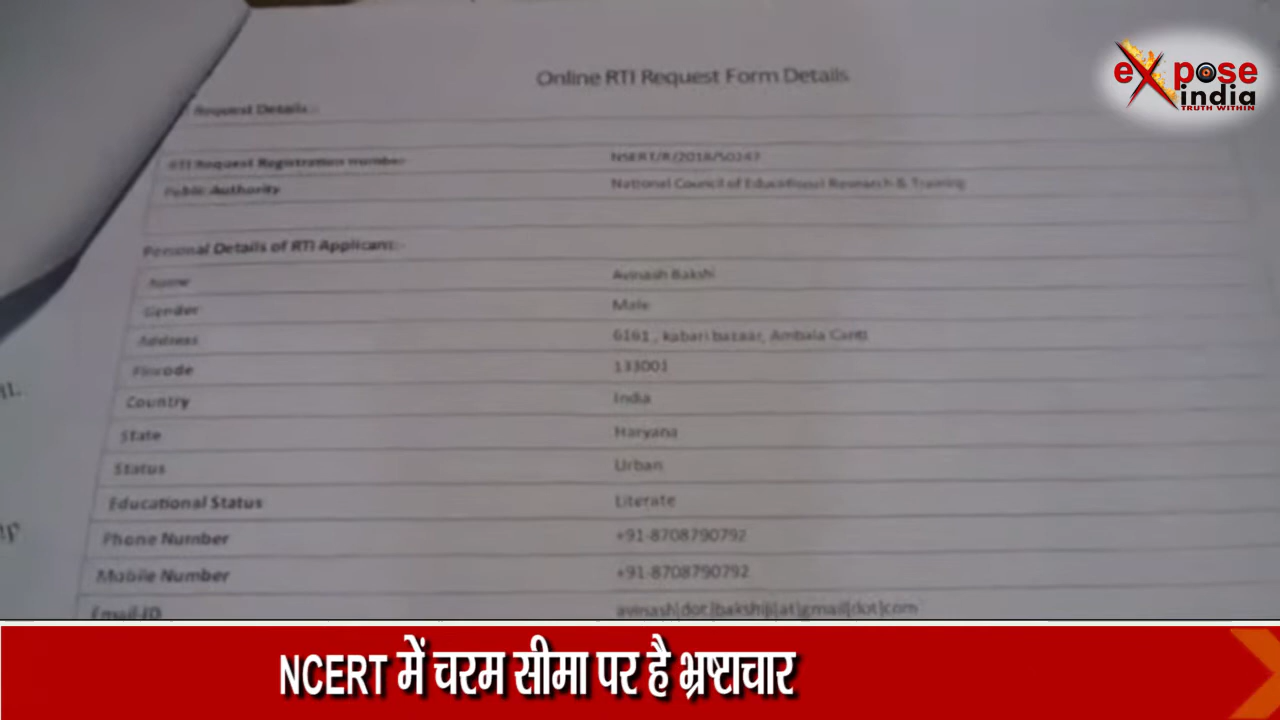 expose
india
TRUTH WITHIN
Online RTI Request Form Details
Request Details :-
RTI Request Registration number NSERT/R/2018/50247
Public Authority National Council of Educational Research & Training
Personal Details of RTI Applicant:-
Name Avinash Bakshi
Gender Male
Address 6161 , kabari bazaar, Ambala Cantt
Pincode 133001
Country India
State Haryana
Status Urban
Educational Status Literate
Phone Number +91-8708790792
Mobile Number +91-8708790792
Email-ID avinash[dot]bakshi[at]gmail[dot]com
NCERT में चरम सीमा पर है भ्रष्टाचार